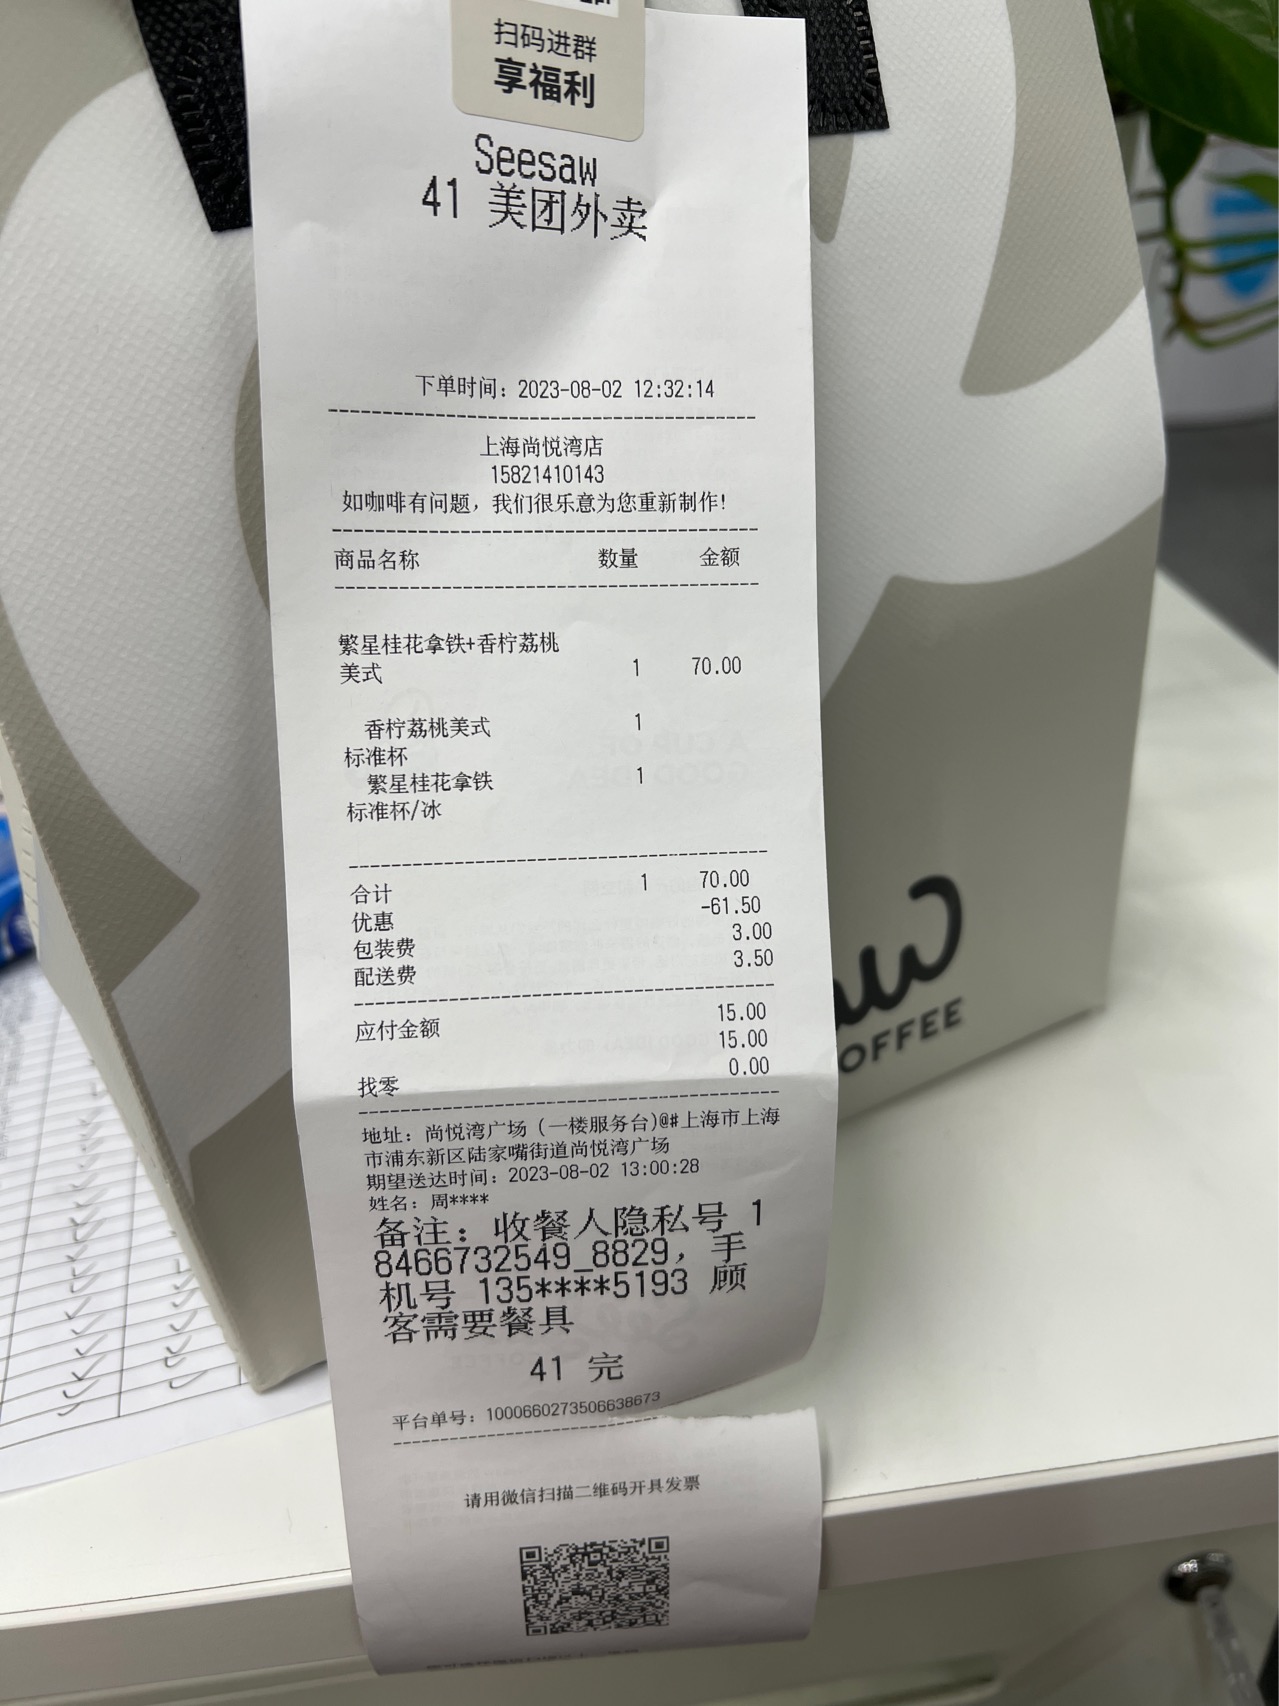 扫码进群
享福利
Seesaw
41 美团外卖
下单时间：2023-08-02 12:32:14
上海尚悦湾店
15821410143
如咖啡有问题，我们很乐意为您重新制作！
商品名称 数量 金额
繁星桂花拿铁+香柠荔桃
美式 1 70.00
香柠荔桃美式 1
标准杯
繁星桂花拿铁 1
标准杯/冰
合计 1 70.00
优惠 -61.50
包装费 3.00
配送费 3.50
应付金额 15.00
15.00
找零 0.00
地址：尚悦湾广场（一楼服务台)@#上海市上海
市浦东新区陆家嘴街道尚悦湾广场
期望送达时间：2023-08-02 13:00:28
姓名：周****
备注：收餐人隐私号 1
8466732549_8829，手
机号 135****5193 顾
客需要餐具
41 完
平台单号：1000660273506638673
请用微信扫描二维码开具发票
aw
OFFEE